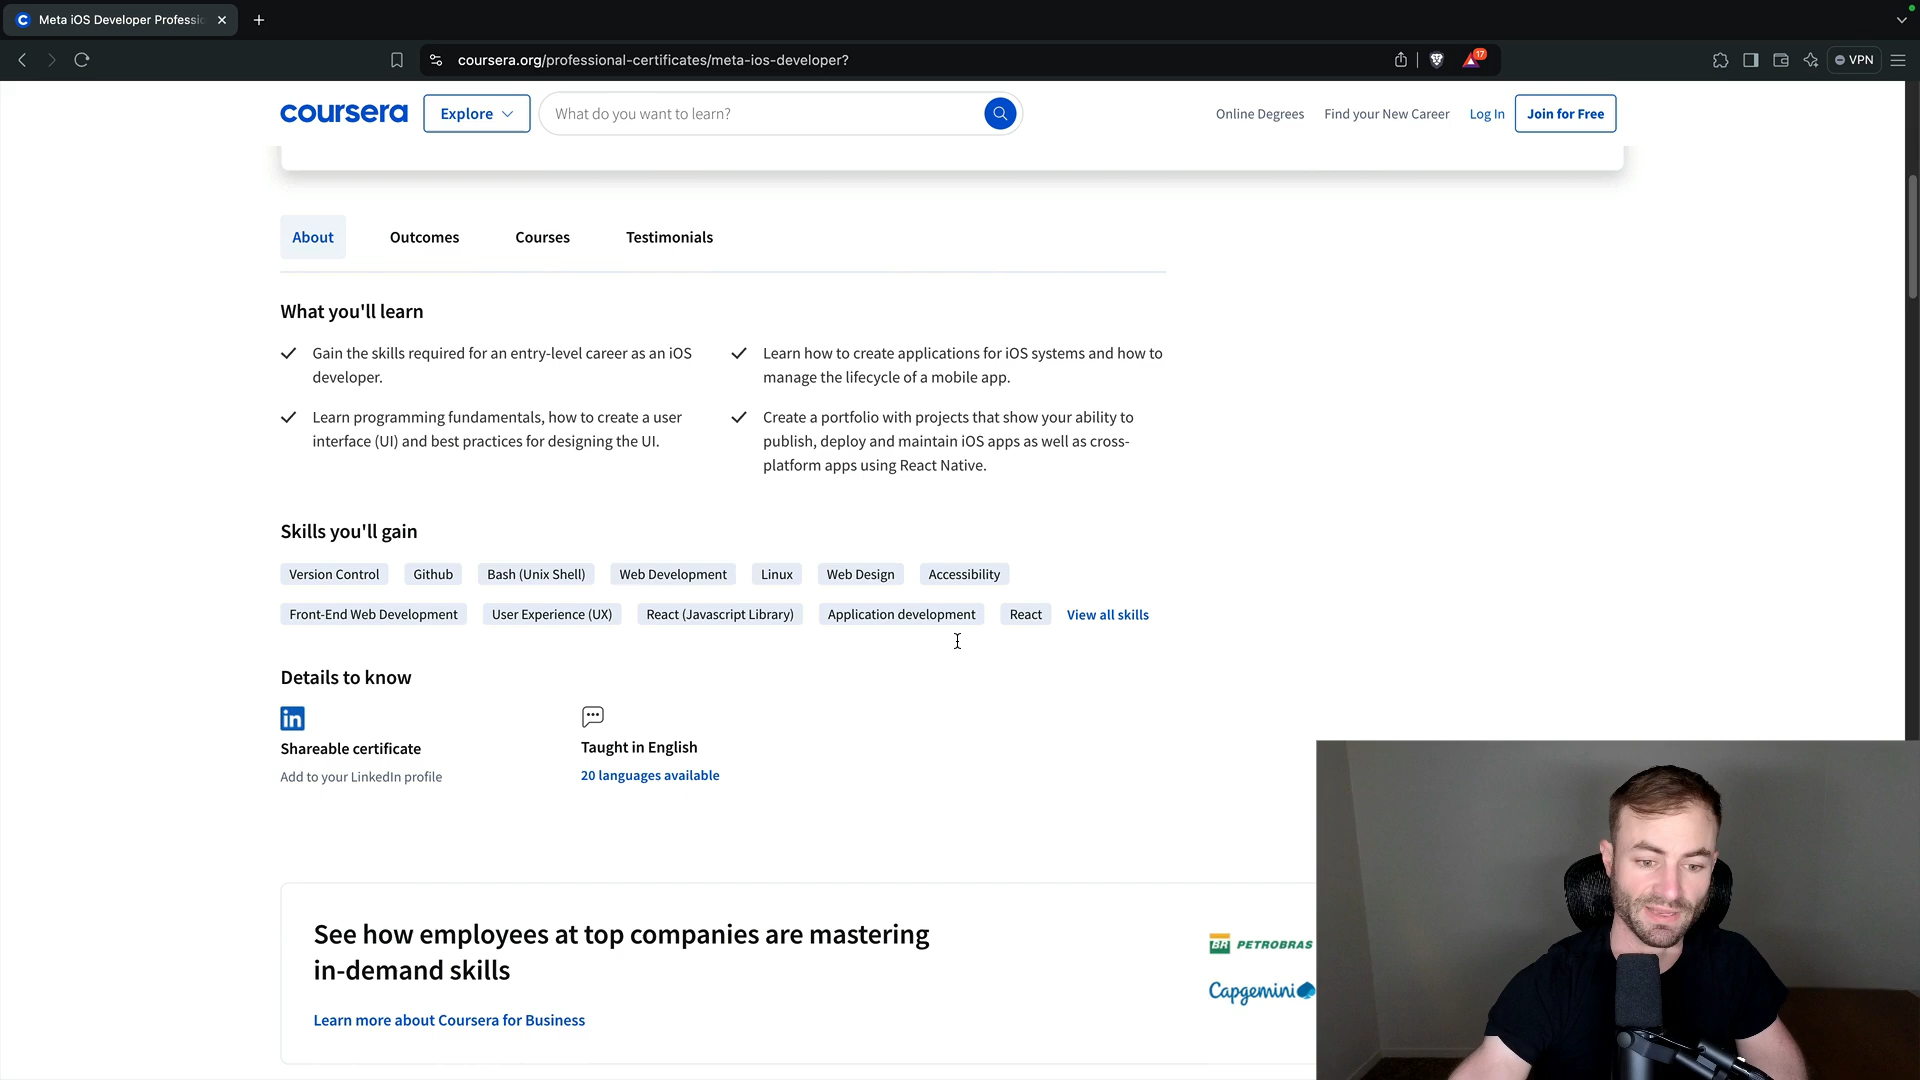 Meta iOS Developer Professi
coursera.org/professional-certificates/meta-ios-developer?
17
VPN
coursera
Explore
What do you want to learn?
Online Degrees
Find your New Career
Log In
Join for Free
About
Outcomes
Courses
Testimonials
What you'll learn
Gain the skills required for an entry-level career as an iOS
developer.
Learn how to create applications for iOS systems and how to
manage the lifecycle of a mobile app.
Learn programming fundamentals, how to create a user
interface (UI) and best practices for designing the UI.
Create a portfolio with projects that show your ability to
publish, deploy and maintain iOS apps as well as cross-
platform apps using React Native.
Skills you'll gain
Version Control
Github
Bash (Unix Shell)
Web Development
Linux
Web Design
Accessibility
Front-End Web Development
User Experience (UX)
React (Javascript Library)
Application development
React
View all skills
Details to know
in
Shareable certificate
Add to your LinkedIn profile
Taught in English
20 languages available
See how employees at top companies are mastering
in-demand skills
Learn more about Coursera for Business
BR PETROBRAS
Capgemini